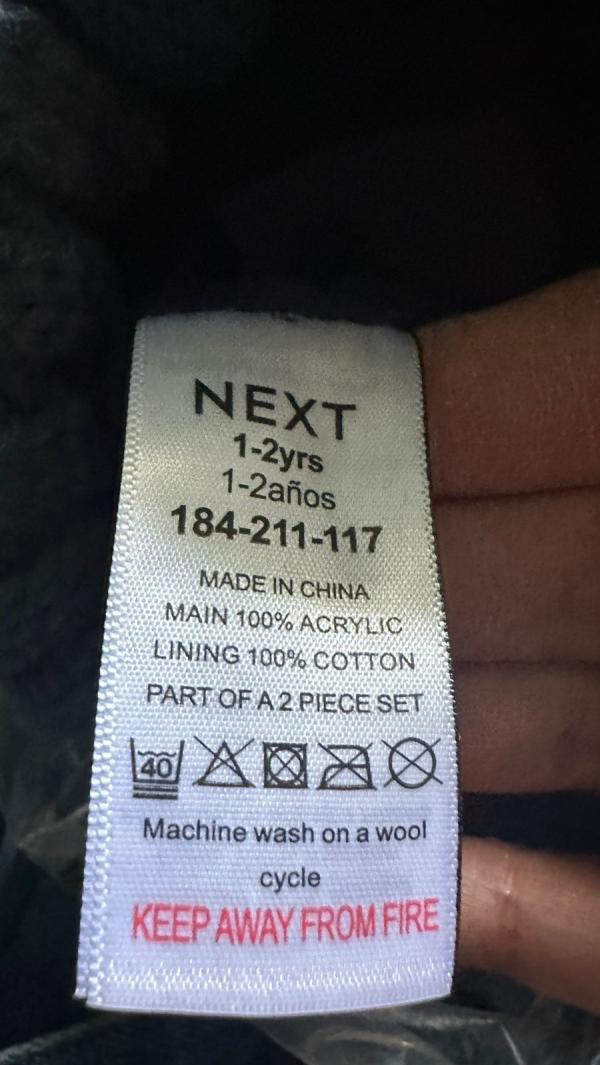 NEXT
1-2yrs
1-2años
184-211-117
MADE IN CHINA
MAIN 100% ACRYLIC
LINING 100% COTTON
PART OF A 2 PIECE SET
40
Machine wash on a wool
cycle
KEEP AWAY FROM FIRE